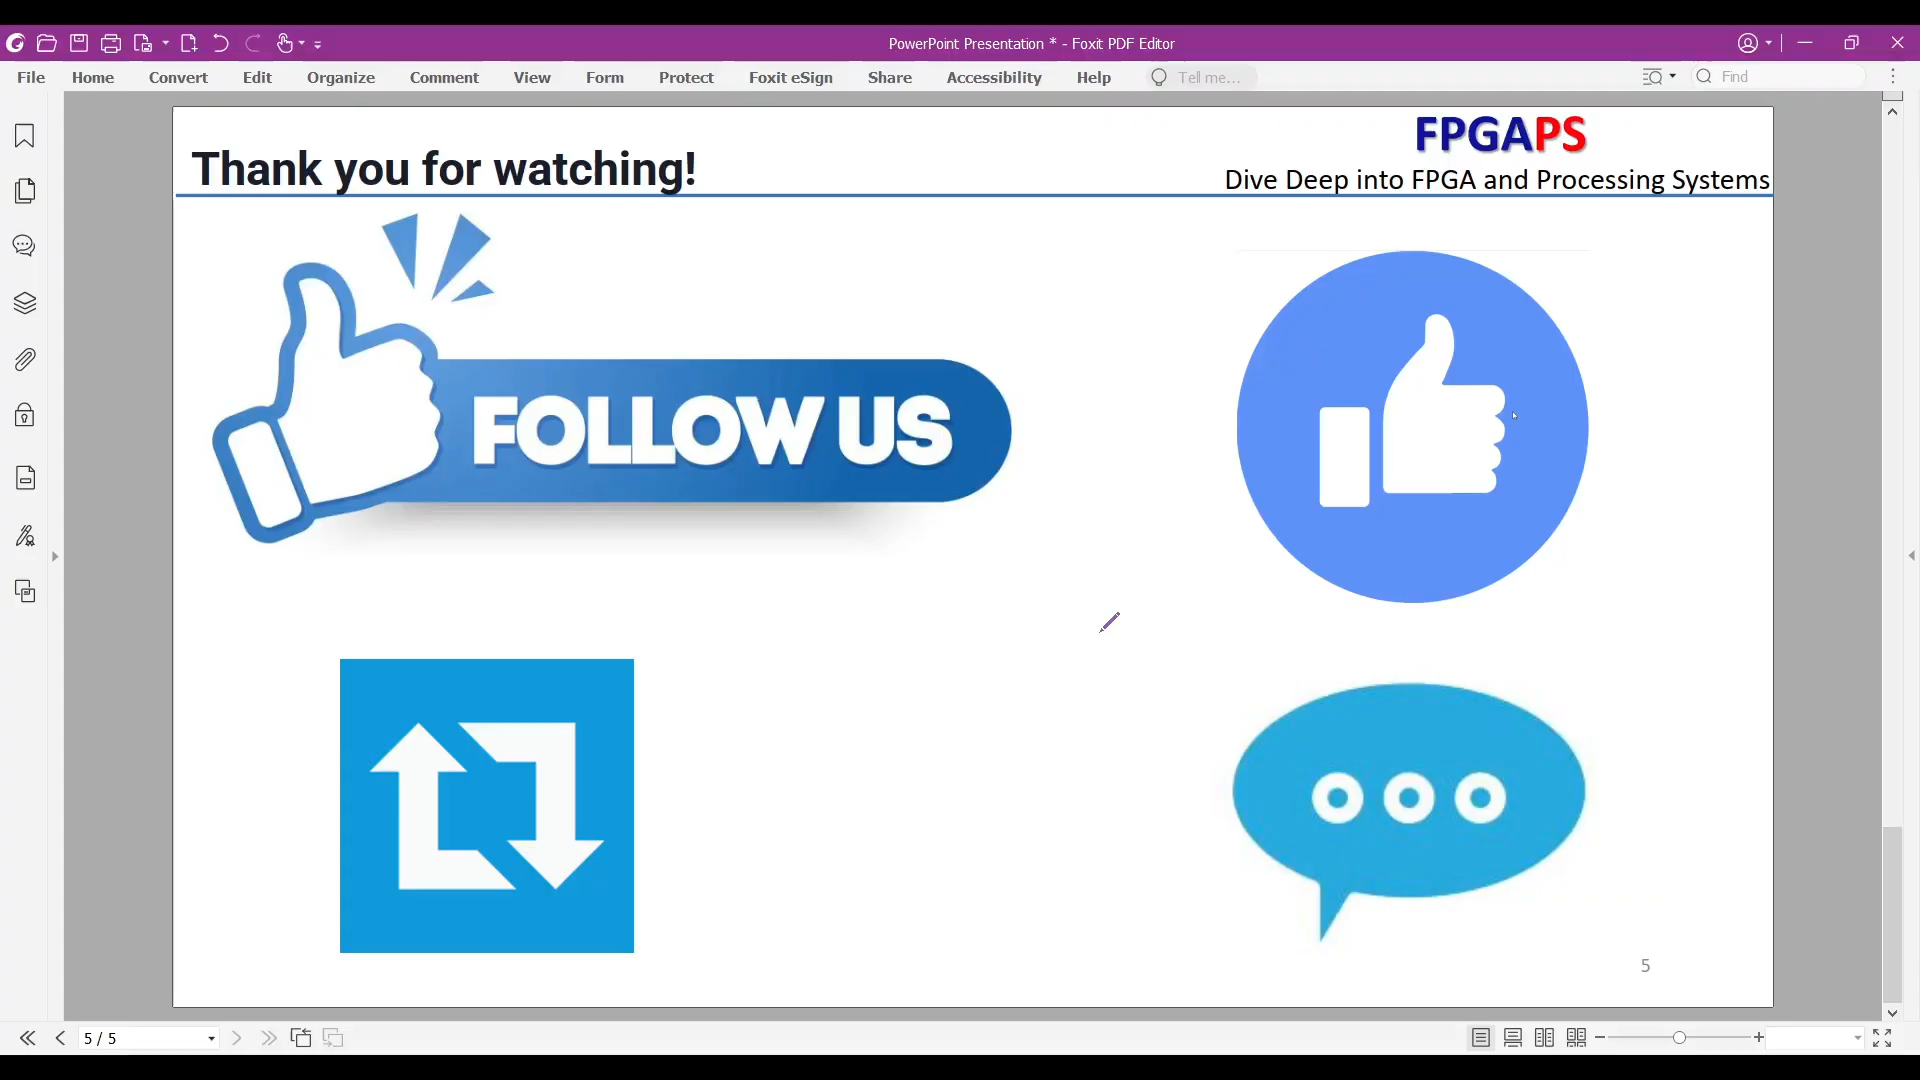 PowerPoint Presentation * - Foxit PDF Editor
File Home Convert Edit Organize Comment View Form Protect Foxit eSign Share Accessibility Help Tell me... Find
FPGAPS
Thank you for watching!
Dive Deep into FPGA and Processing Systems
FOLLOW US
5
5 / 5